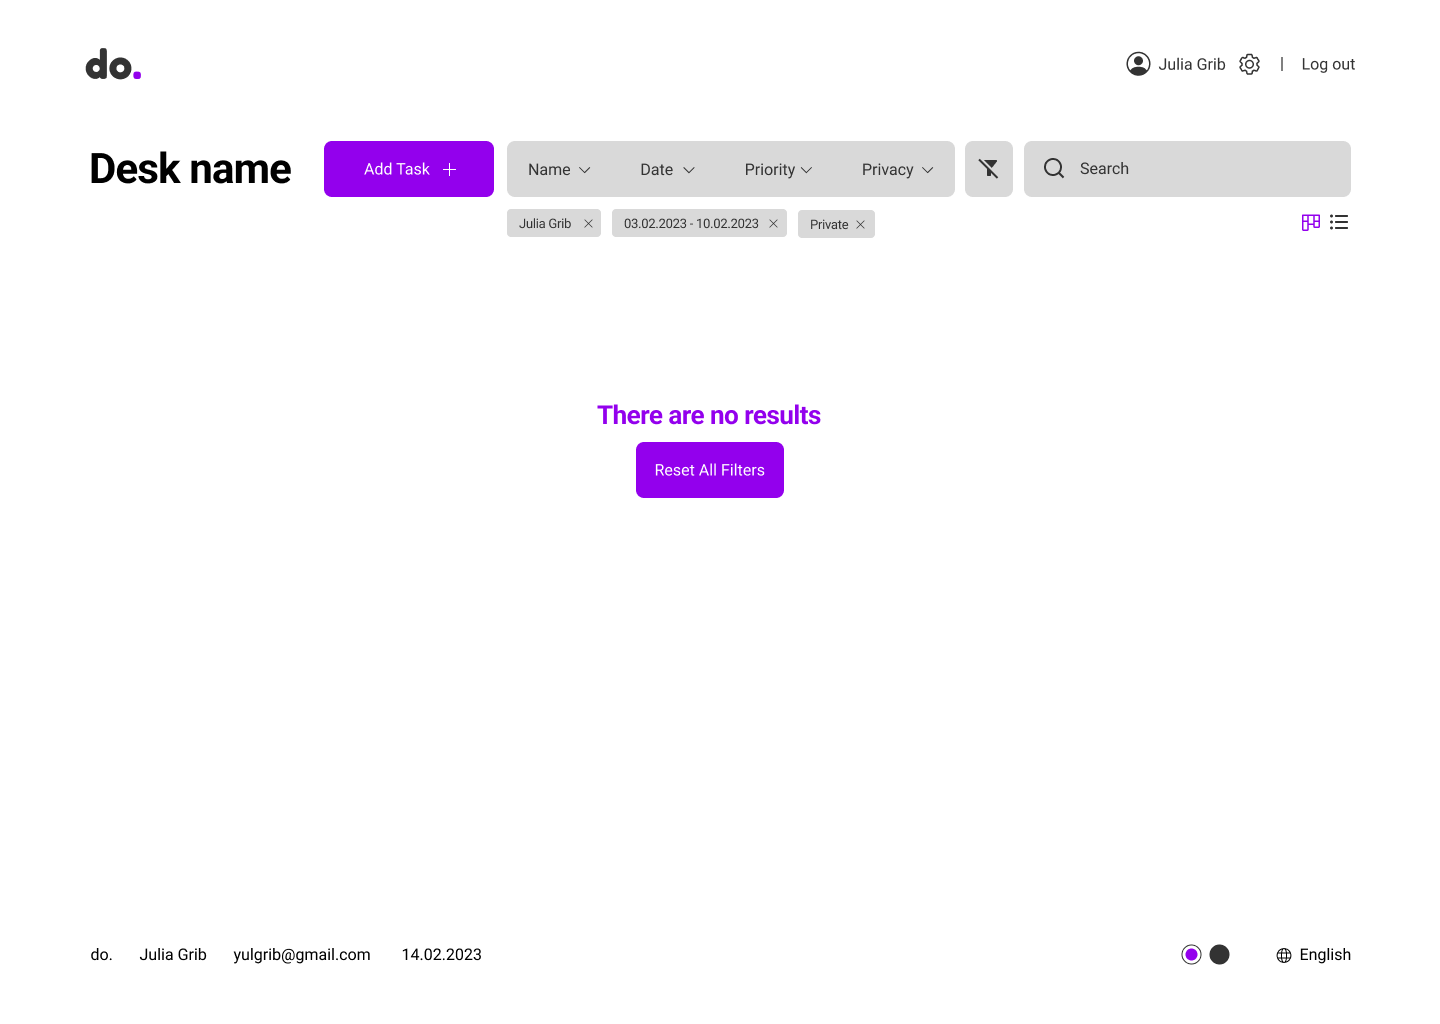 do.
Julia Grib | Log out
Desk name
Add Task
Name Date Priority Privacy
Search
Julia Grib 03.02.2023 - 10.02.2023 Private
There are no results
Reset All Filters
do. Julia Grib yulgrib@gmail.com 14.02.2023 English